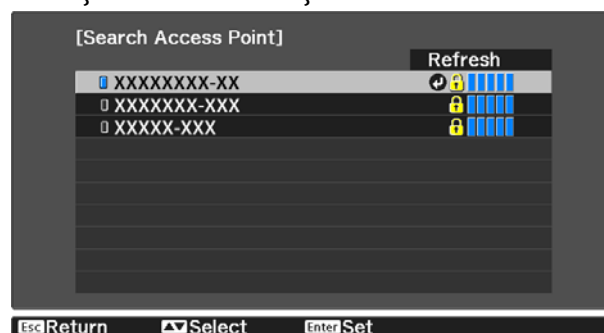 [Search Access Point]
Refresh
XXXXXXXX-XX
XXXXXXX-XXX
XXXXX-XXX
Esc Return Select Enter Set